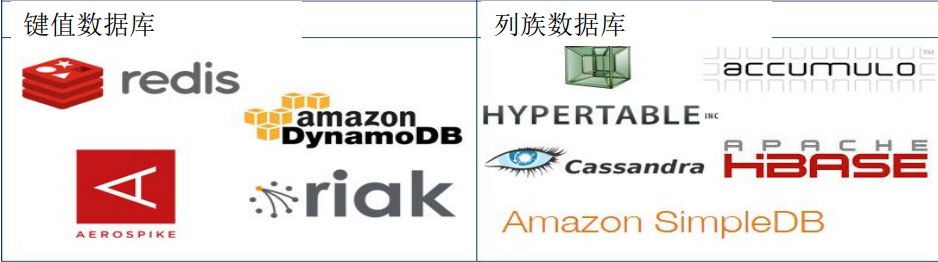 键值数据库
redis
amazon
DynamoDB
AEROSPIKE
riak
列族数据库
accumulo
TM
HYPERTABLE INC
Cassandra
APACHE
HBASE
Amazon SimpleDB